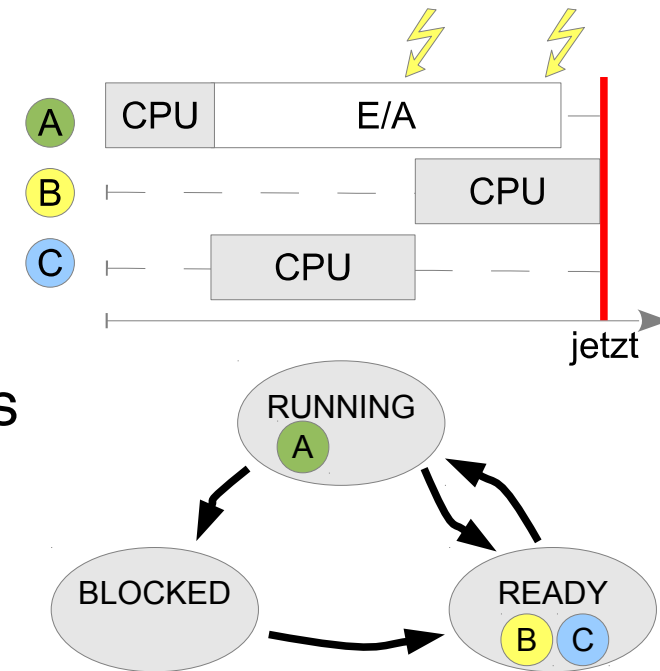 A CPU E/A
B CPU
C CPU
jetzt
s
RUNNING
A
BLOCKED
READY
B C